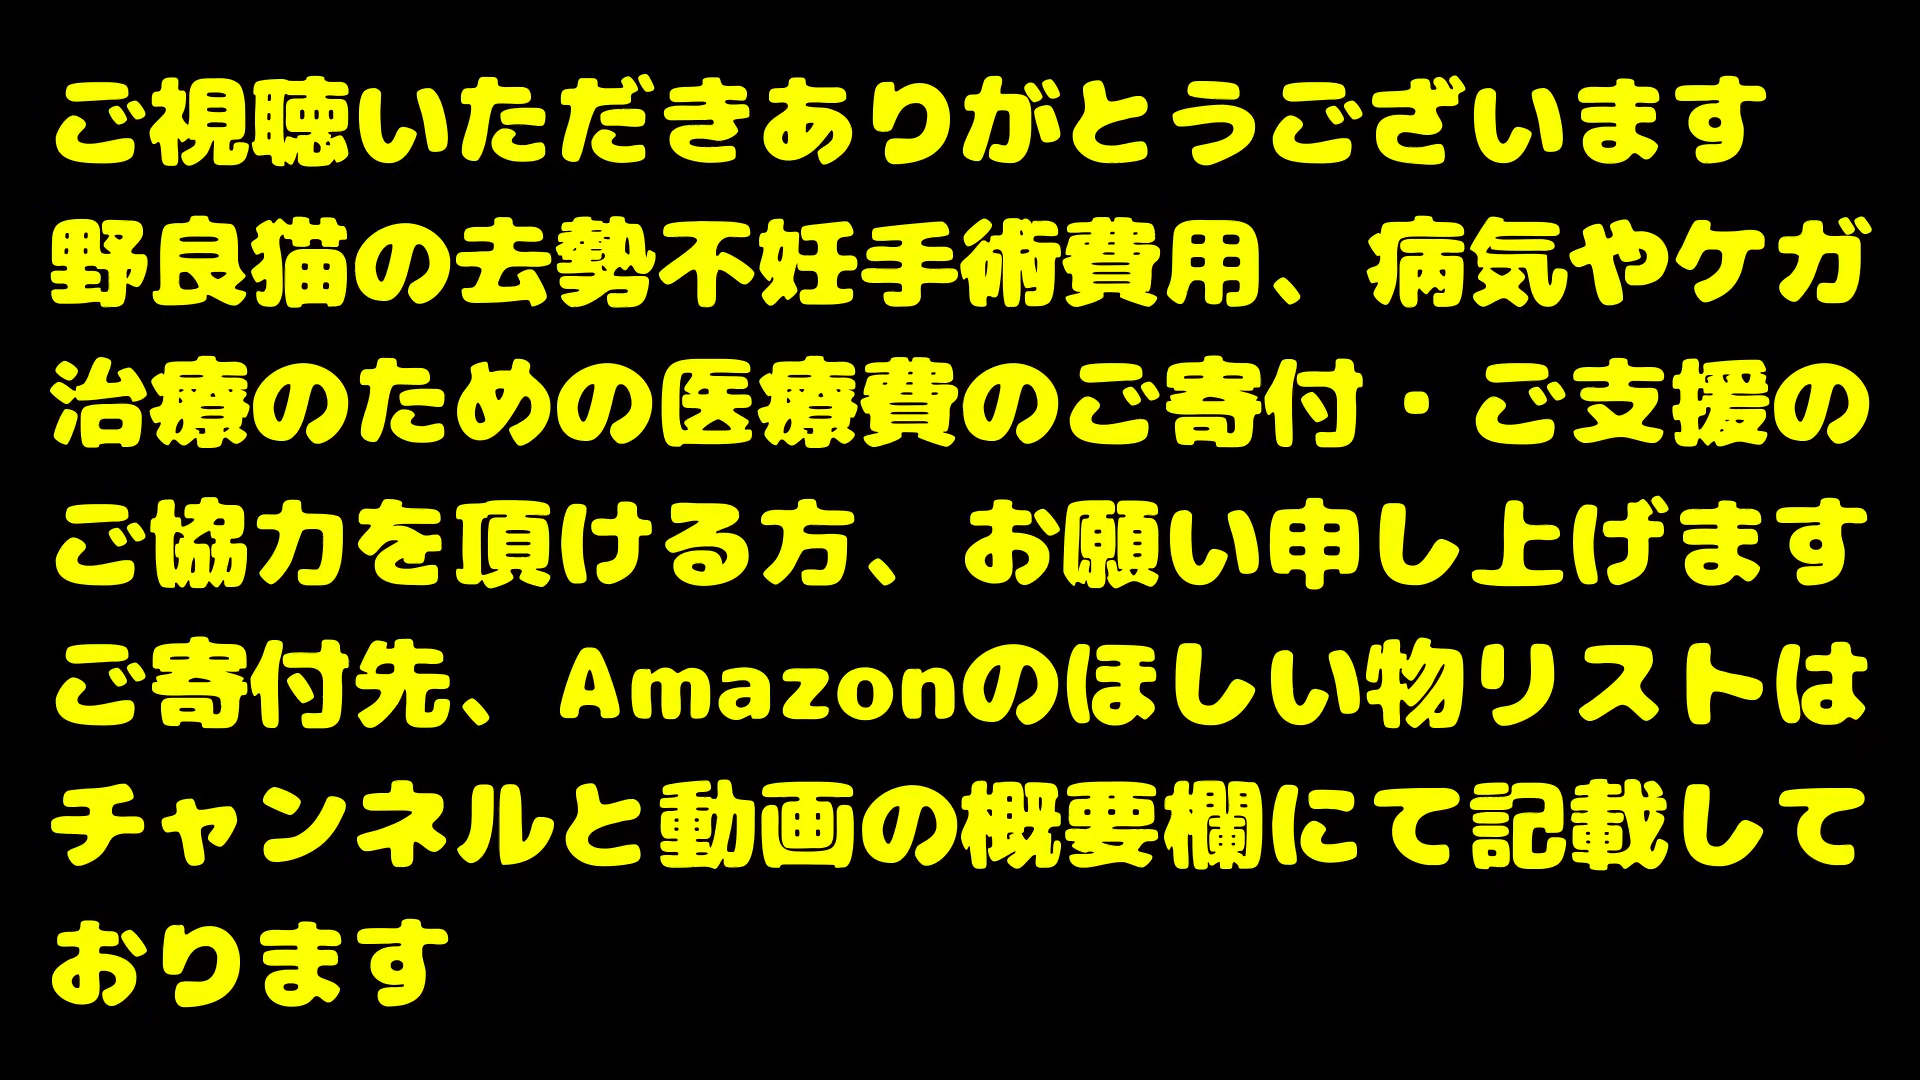 ご視聴いただきありがとうございます
野良猫の去勢不妊手術費用、病気やケガ
治療のための医療費のご寄付・ご支援の
ご協力を頂ける方、お願い申し上げます
ご寄付先、Amazonのほしい物リストは
チャンネルと動画の概要欄にて記載して
おります